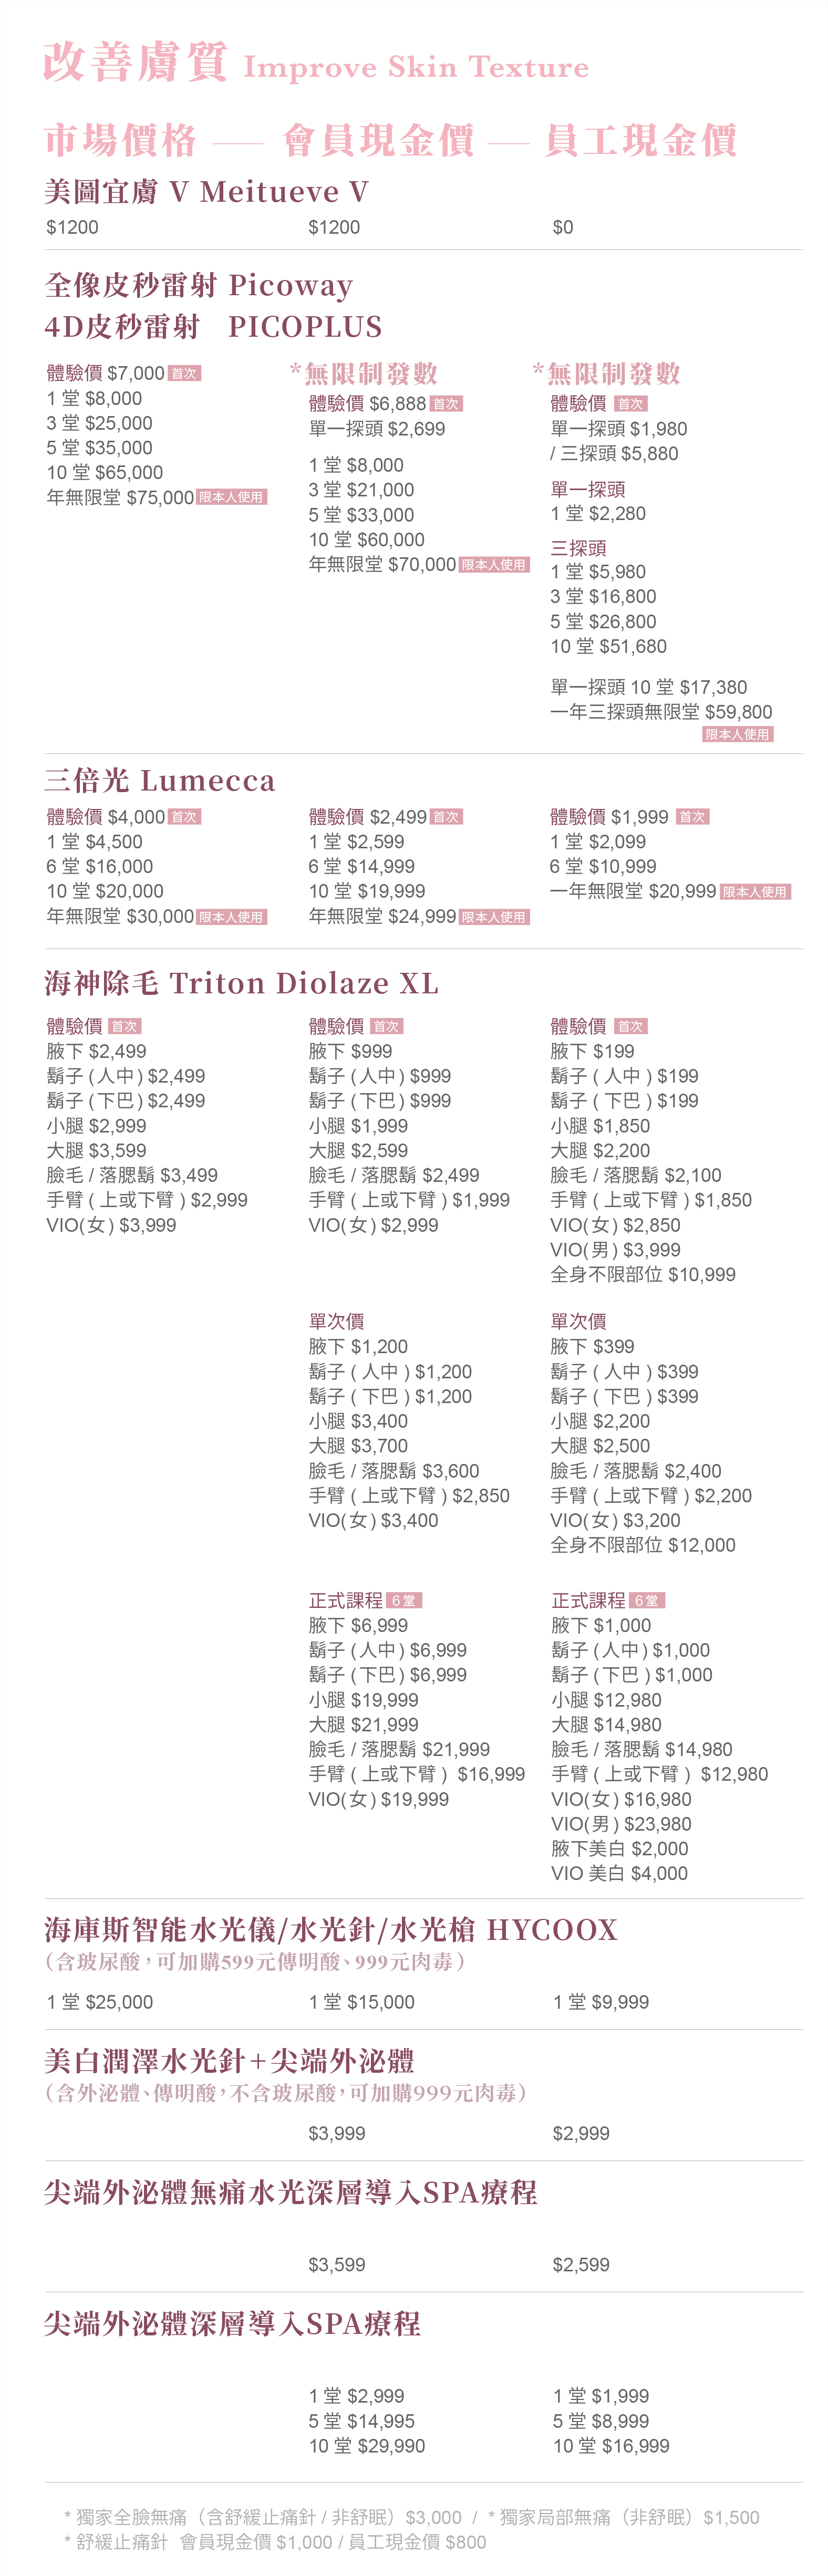 改善膚質 Improve Skin Texture
市場價格 —— 會員現金價 —— 員工現金價
美圖宜膚 V Meitueve V
$1200 $1200 $0
全像皮秒雷射 Picoway
4D皮秒雷射 PICOPLUS
體驗價 $7,000 首次
1 堂 $8,000
3 堂 $25,000
5 堂 $35,000
10 堂 $65,000
年無限堂 $75,000 限本人使用
*無限制發數
體驗價 $6,888 首次
單一探頭 $2,699
1 堂 $8,000
3 堂 $21,000
5 堂 $33,000
10 堂 $60,000
年無限堂 $70,000 限本人使用
*無限制發數
體驗價 首次
單一探頭 $1,980
/ 三探頭 $5,880
單一探頭
1 堂 $2,280
三探頭
1 堂 $5,980
3 堂 $16,800
5 堂 $26,800
10 堂 $51,680
單一探頭 10 堂 $17,380
一年三探頭無限堂 $59,800
限本人使用
三倍光 Lumecca
體驗價 $4,000 首次
1 堂 $4,500
6 堂 $16,000
10 堂 $20,000
年無限堂 $30,000 限本人使用
體驗價 $2,499 首次
1 堂 $2,599
6 堂 $14,999
10 堂 $19,999
年無限堂 $24,999 限本人使用
體驗價 $1,999 首次
1 堂 $2,099
6 堂 $10,999
一年無限堂 $20,999 限本人使用
海神除毛 Triton Diolaze XL
體驗價 首次
腋下 $2,499
鬍子 (人中) $2,499
鬍子 (下巴) $2,499
小腿 $2,999
大腿 $3,599
臉毛 / 落腮鬍 $3,499
手臂 ( 上或下臂 ) $2,999
VIO(女) $3,999
體驗價 首次
腋下 $999
鬍子 (人中) $999
鬍子 (下巴) $999
小腿 $1,999
大腿 $2,599
臉毛 / 落腮鬍 $2,499
手臂 ( 上或下臂 ) $1,999
VIO(女) $2,999
體驗價 首次
腋下 $199
鬍子 ( 人中 ) $199
鬍子 ( 下巴 ) $199
小腿 $1,850
大腿 $2,200
臉毛 / 落腮鬍 $2,100
手臂 ( 上或下臂 ) $1,850
VIO(女) $2,850
VIO(男) $3,999
全身不限部位 $10,999
單次價
腋下 $1,200
鬍子 ( 人中 ) $1,200
鬍子 ( 下巴 ) $1,200
小腿 $3,400
大腿 $3,700
臉毛 / 落腮鬍 $3,600
手臂 ( 上或下臂 ) $2,850
VIO(女) $3,400
單次價
腋下 $399
鬍子 ( 人中 ) $399
鬍子 ( 下巴 ) $399
小腿 $2,200
大腿 $2,500
臉毛 / 落腮鬍 $2,400
手臂 ( 上或下臂 ) $2,200
VIO(女) $3,200
全身不限部位 $12,000
正式課程 6 堂
腋下 $6,999
鬍子 (人中) $6,999
鬍子 (下巴) $6,999
小腿 $19,999
大腿 $21,999
臉毛 / 落腮鬍 $21,999
手臂 ( 上或下臂 ) $16,999
VIO(女) $19,999
正式課程 6 堂
腋下 $1,000
鬍子 (人中) $1,000
鬍子 (下巴 ) $1,000
小腿 $12,980
大腿 $14,980
臉毛 / 落腮鬍 $14,980
手臂 ( 上或下臂 ) $12,980
VIO(女) $16,980
VIO(男) $23,980
腋下美白 $2,000
VIO 美白 $4,000
海庫斯智能水光儀/水光針/水光槍 HYCOOX
（含玻尿酸，可加購599元傳明酸、999元肉毒）
1 堂 $25,000 1 堂 $15,000 1 堂 $9,999
美白潤澤水光針+尖端外泌體
（含外泌體、傳明酸，不含玻尿酸，可加購999元肉毒）
$3,999 $2,999
尖端外泌體無痛水光深層導入SPA療程
$3,599 $2,599
尖端外泌體深層導入SPA療程
1 堂 $2,999
5 堂 $14,995
10 堂 $29,990
1 堂 $1,999
5 堂 $8,999
10 堂 $16,999
* 獨家全臉無痛（含舒緩止痛針 / 非舒眠）$3,000 / * 獨家局部無痛（非舒眠）$1,500
* 舒緩止痛針 會員現金價 $1,000 / 員工現金價 $800